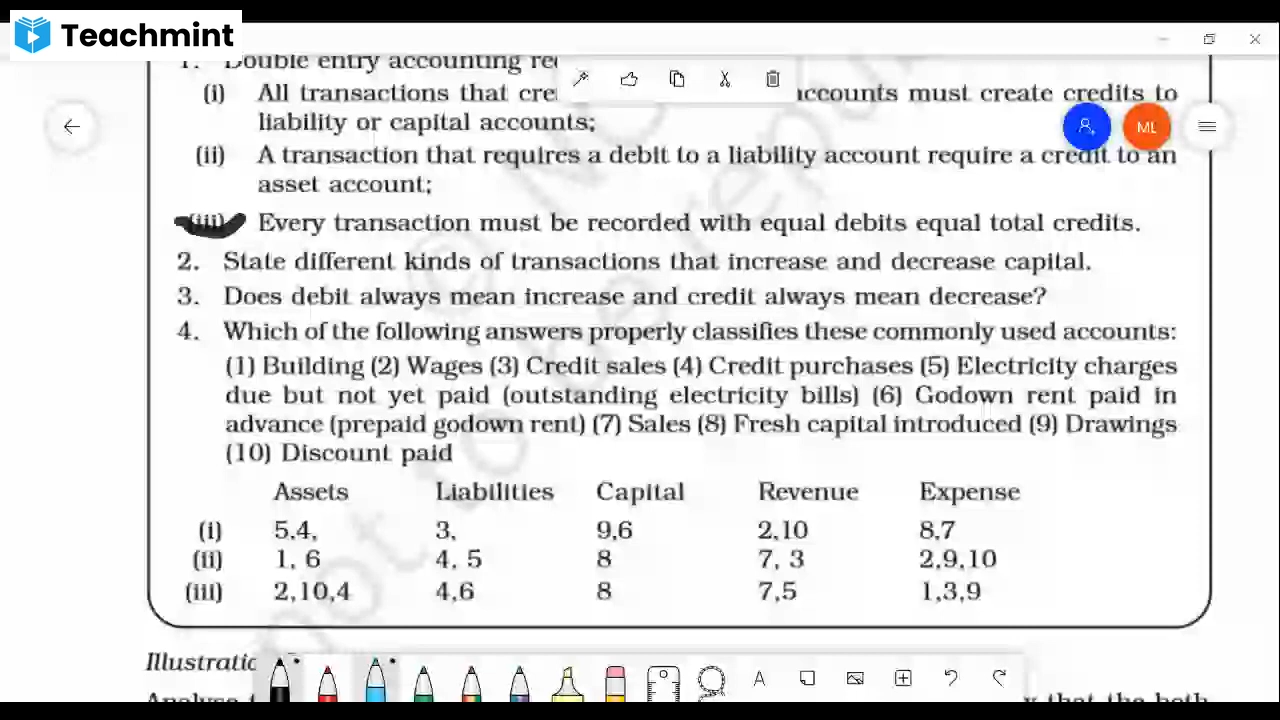 Teachmint
1. Double entry accounting
(i) All transactions that accounts must create credits to
liability or capital accounts;
ML
(ii) A transaction that requires a debit to a liability account require a credit to an
asset account;
(iii) Every transaction must be recorded with equal debits equal total credits.
2. State different kinds of transactions that increase and decrease capital.
3. Does debit always mean increase and credit always mean decrease?
4. Which of the following answers properly classifies these commonly used accounts:
(1) Building (2) Wages (3) Credit sales (4) Credit purchases (5) Electricity charges
due but not yet paid (outstanding electricity bills) (6) Godown rent paid in
advance (prepaid godown rent) (7) Sales (8) Fresh capital introduced (9) Drawings
(10) Discount paid
Assets Liabilities Capital Revenue Expense
(i) 5,4, 3, 9,6 2,10 8,7
(ii) 1, 6 4, 5 8 7, 3 2,9,10
(iii) 2,10,4 4,6 8 7,5 1,3,9
A
that the both